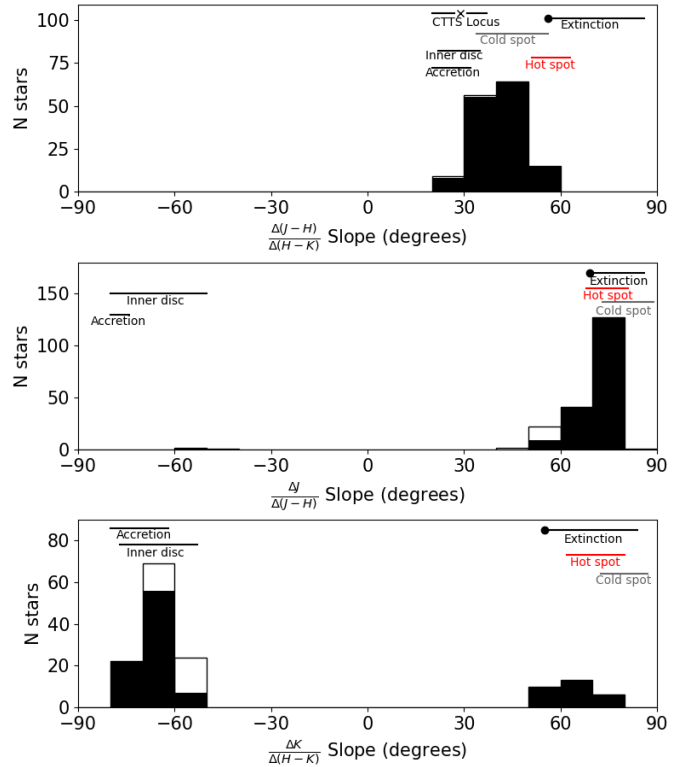 N stars
100
75
50
25
0
CTTS Locus
Extinction
Cold spot
Inner disc
Hot spot
Accretion
−90 −60 −30 0 30 60 90
Δ(J − H)/Δ(H − K) Slope (degrees)
N stars
150
100
50
0
Extinction
Inner disc
Hot spot
Cold spot
Accretion
−90 −60 −30 0 30 60 90
ΔJ/Δ(J − H) Slope (degrees)
N stars
80
60
40
20
0
Accretion
Extinction
Inner disc
Hot spot
Cold spot
−90 −60 −30 0 30 60 90
ΔK/Δ(H − K) Slope (degrees)